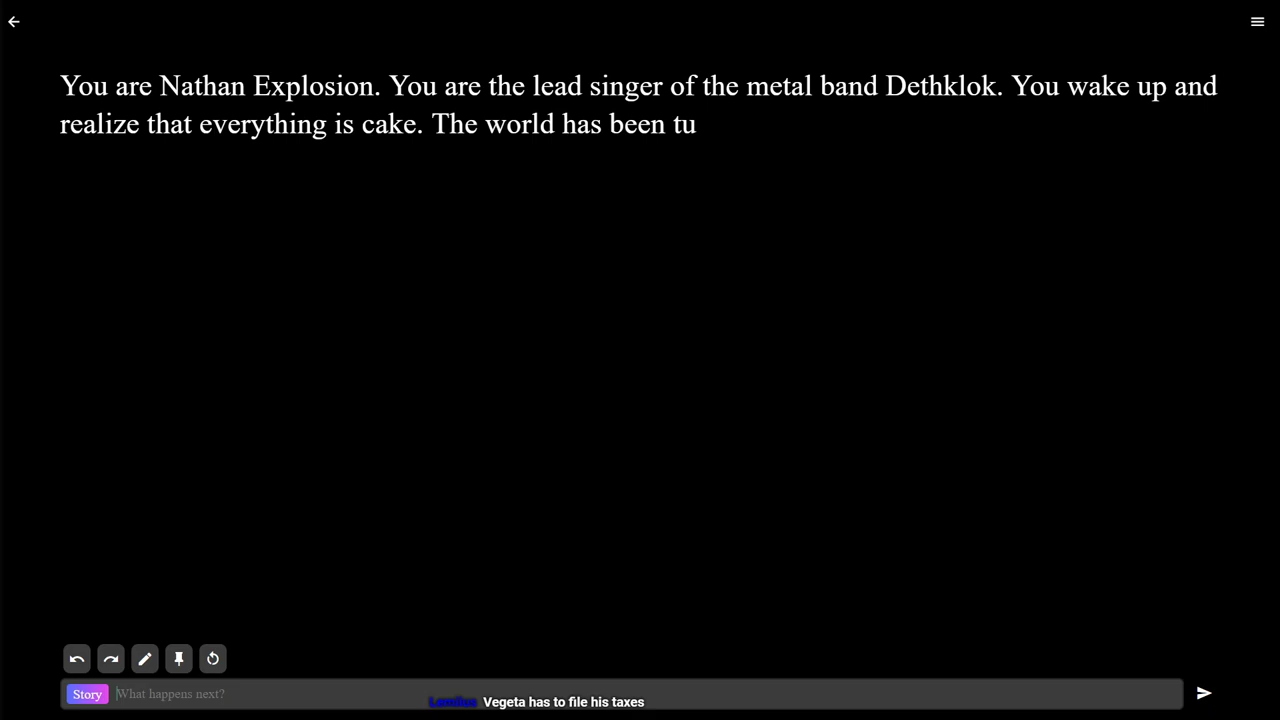 You are Nathan Explosion. You are the lead singer of the metal band Dethklok. You wake up and
realize that everything is cake. The world has been tu
Story What happens next?
Vegeta has to file his taxes